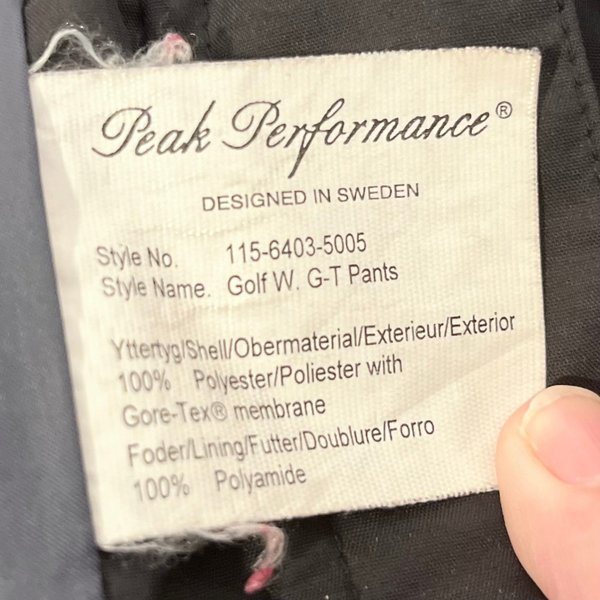 Peak Performance®
DESIGNED IN SWEDEN
Style No. 115-6403-5005
Style Name. Golf W. G-T Pants
Yttertyg/Shell/Obermaterial/Exterieur/Exterior
100% Polyester/Poliester with
Gore-Tex® membrane
Foder/Lining/Futter/Doublure/Forro
100% Polyamide